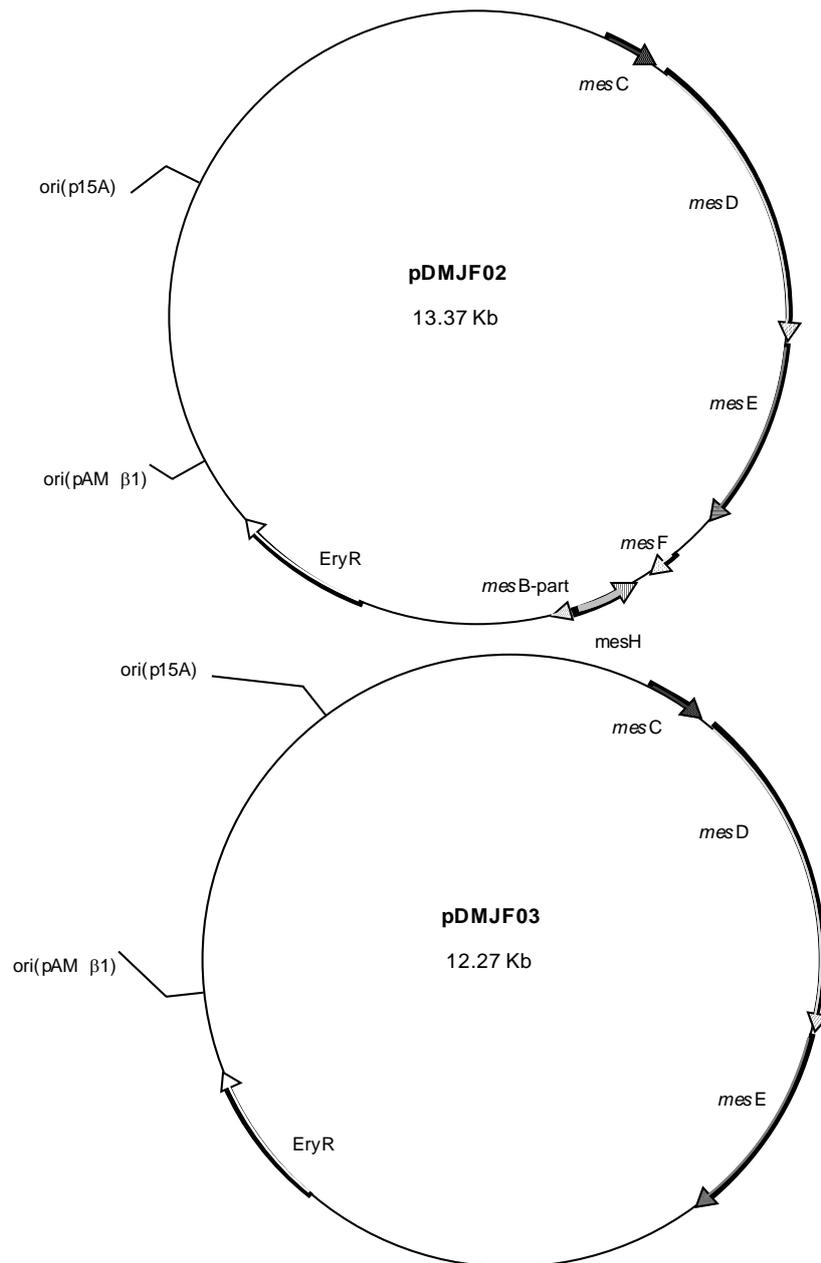 mesC
ori(p15A)
mesD
pDMJF02
13.37 Kb
mesE
ori(pAM β1)
mesF
EryR
mesB-part
mesH
ori(p15A)
mesC
mesD
pDMJF03
12.27 Kb
ori(pAM β1)
mesE
EryR